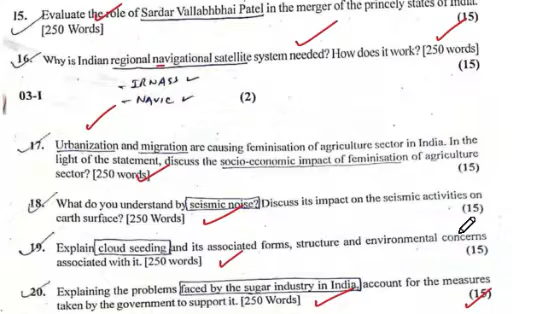 15. Evaluate the role of Sardar Vallabhbhai Patel in the merger of the princely states of India.
[250 Words] (15)
16. Why is Indian regional navigational satellite system needed? How does it work? [250 words]
(15)
- IRNASS
03-I - NAVIC (2)
17. Urbanization and migration are causing feminisation of agriculture sector in India. In the
light of the statement, discuss the socio-economic impact of feminisation of agriculture
sector? [250 words] (15)
18. What do you understand by seismic noise? Discuss its impact on the seismic activities on
earth surface? [250 Words] (15)
19. Explain cloud seeding and its associated forms, structure and environmental concerns
associated with it. [250 words] (15)
20. Explaining the problems faced by the sugar industry in India, account for the measures
taken by the government to support it. [250 Words] (15)